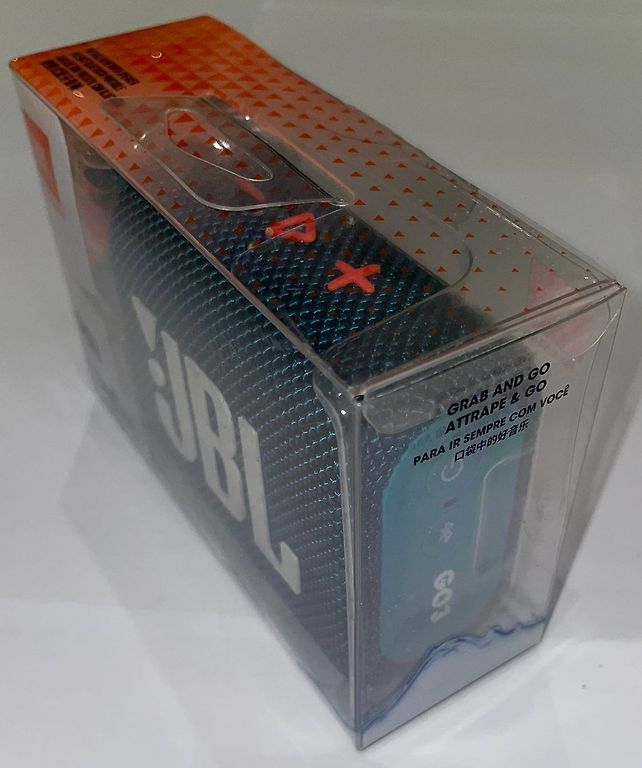 JBL
GRAB AND GO
ATTRAPE & GO
PARA IR SEMPRE COM VOCÊ
口袋中的好音乐
GO3